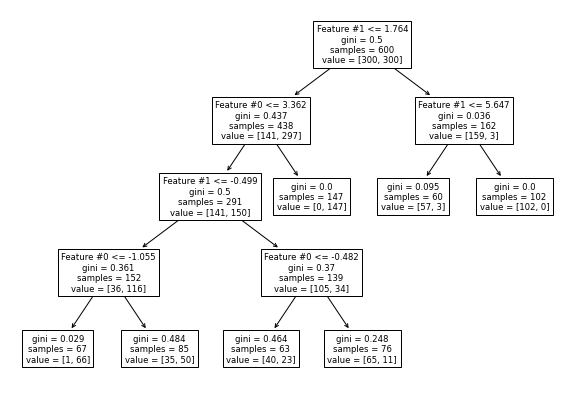 Feature #1 <= 1.764
gini = 0.5
samples = 600
value = [300, 300]
Feature #0 <= 3.362
gini = 0.437
samples = 438
value = [141, 297]
Feature #1 <= 5.647
gini = 0.036
samples = 162
value = [159, 3]
Feature #1 <= -0.499
gini = 0.5
samples = 291
value = [141, 150]
gini = 0.0
samples = 147
value = [0, 147]
gini = 0.095
samples = 60
value = [57, 3]
gini = 0.0
samples = 102
value = [102, 0]
Feature #0 <= -1.055
gini = 0.361
samples = 152
value = [36, 116]
Feature #0 <= -0.482
gini = 0.37
samples = 139
value = [105, 34]
gini = 0.029
samples = 67
value = [1, 66]
gini = 0.484
samples = 85
value = [35, 50]
gini = 0.464
samples = 63
value = [40, 23]
gini = 0.248
samples = 76
value = [65, 11]